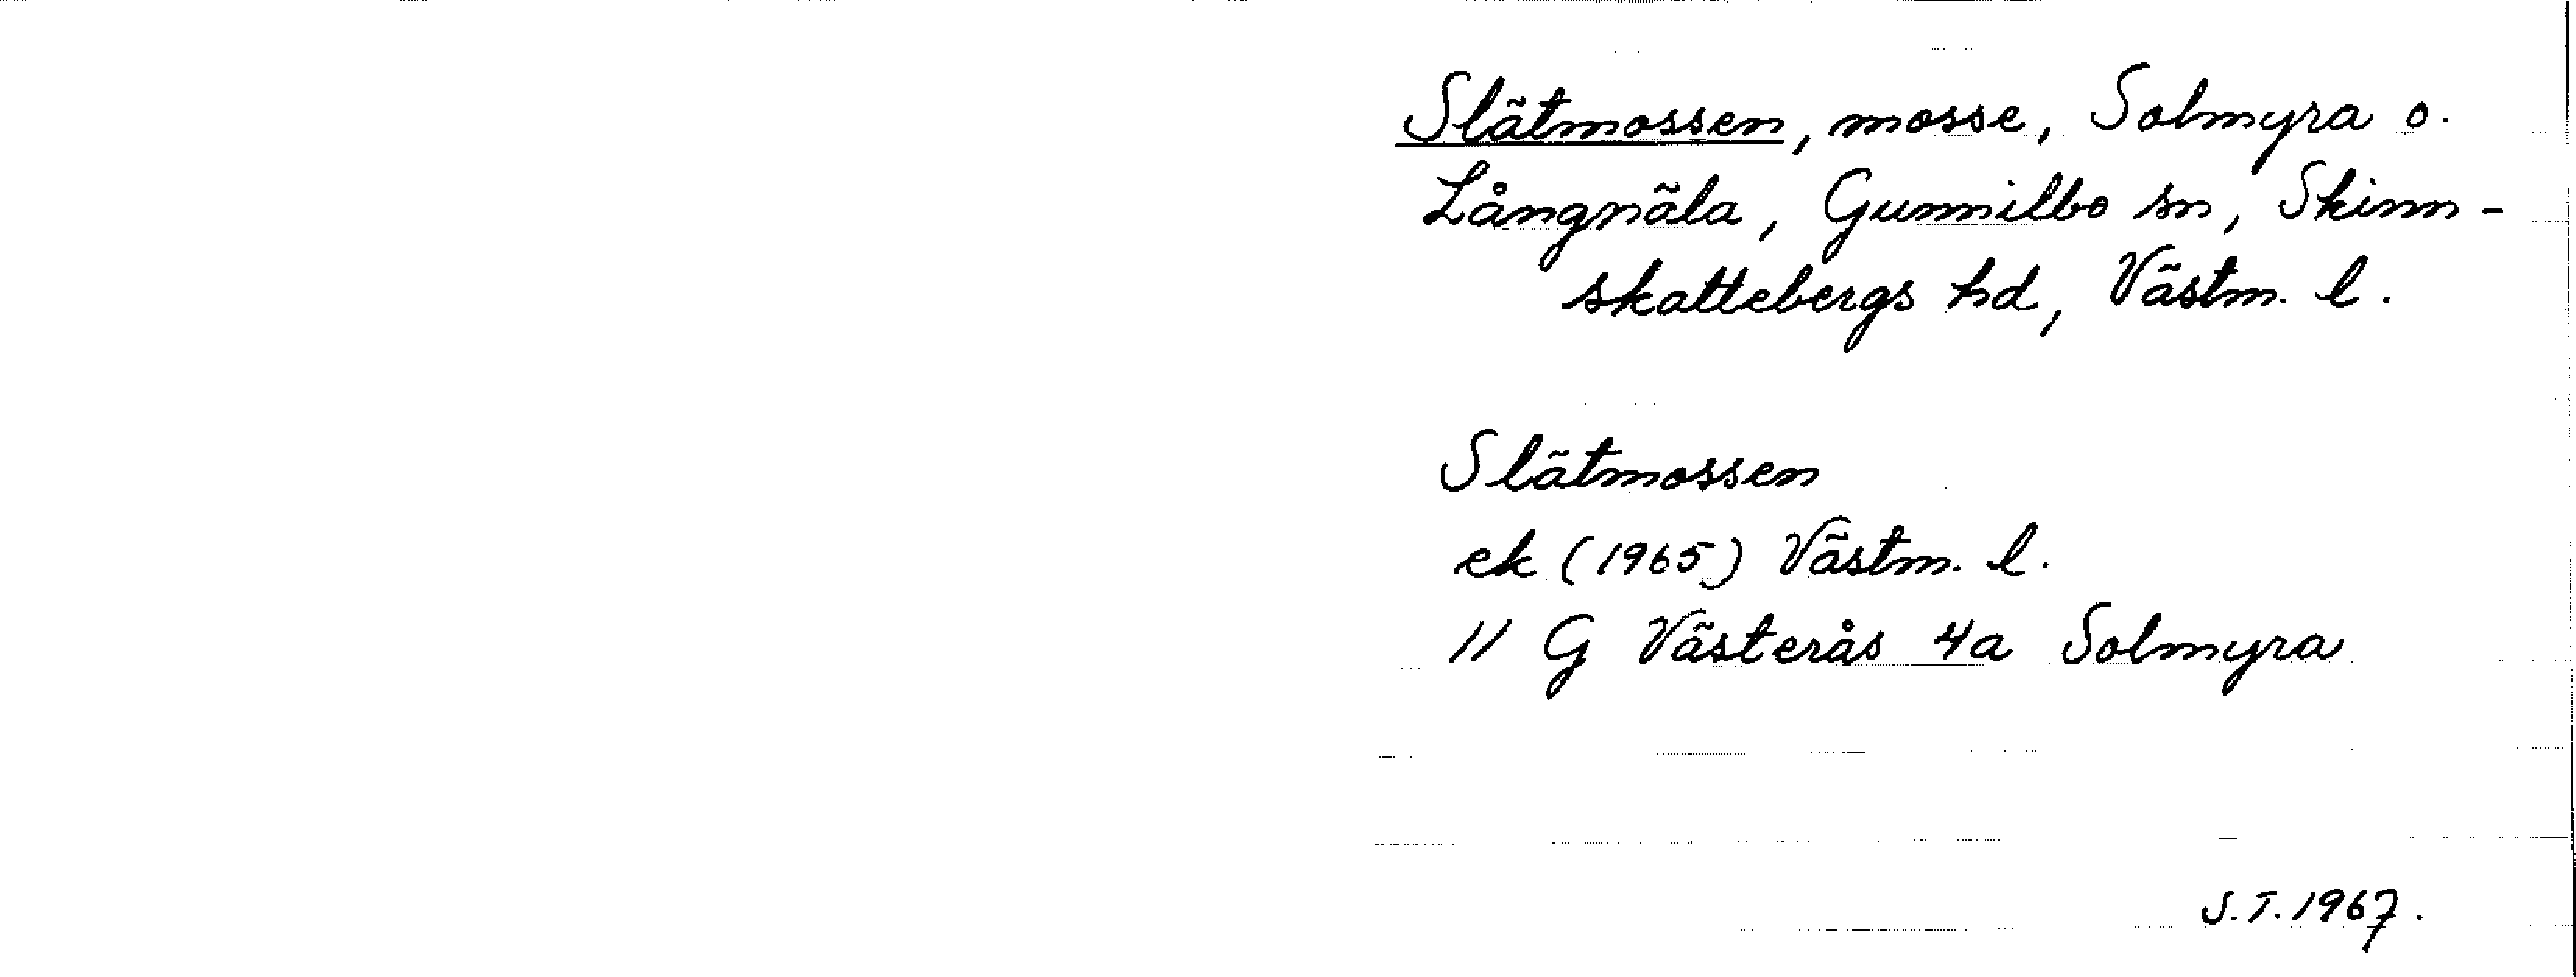 Slätmossen, mosse, Solmyra o.
Långnäla, Gunnilbo sn, Skinn-
skattebergs hd, Västm. l.
Slätmossen
ek (1965) Västm. l.
11 G Västerås 4a Solmyra
S.T. 1967.